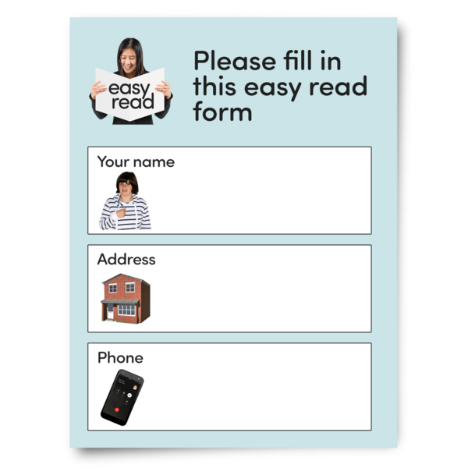 easy
read
Please fill in
this easy read
form
Your name
Address
Phone